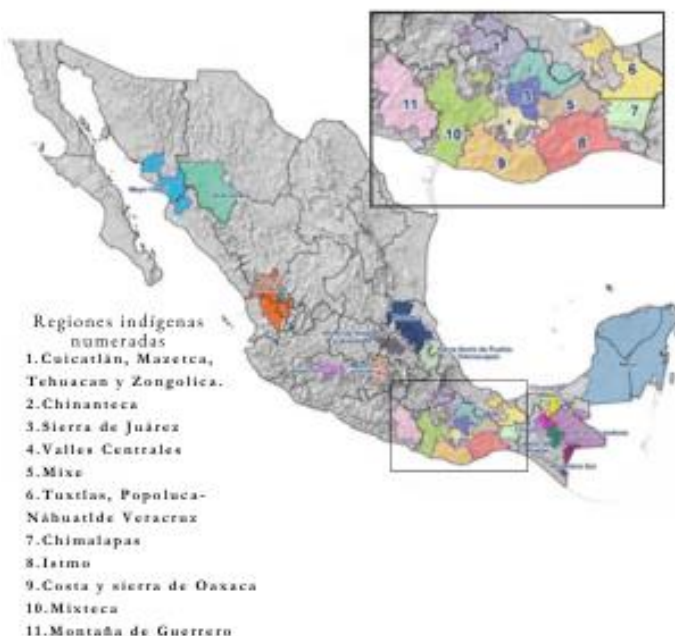 1
6
3
5
7
11
10
8
9
Regiones indígenas
numeradas
1.Cuicatlán, Mazetca,
Tehuacan y Zongolica.
2.Chinanteca
3.Sierra de Juárez
4.Valles Centrales
5.Mixe
6.Tuxtlas, Popoluca-
Náhuatlde Veracruz
7.Chimalapas
8.Istmo
9.Costa y sierra de Oaxaca
10.Mixteca
11.Montaña de Guerrero